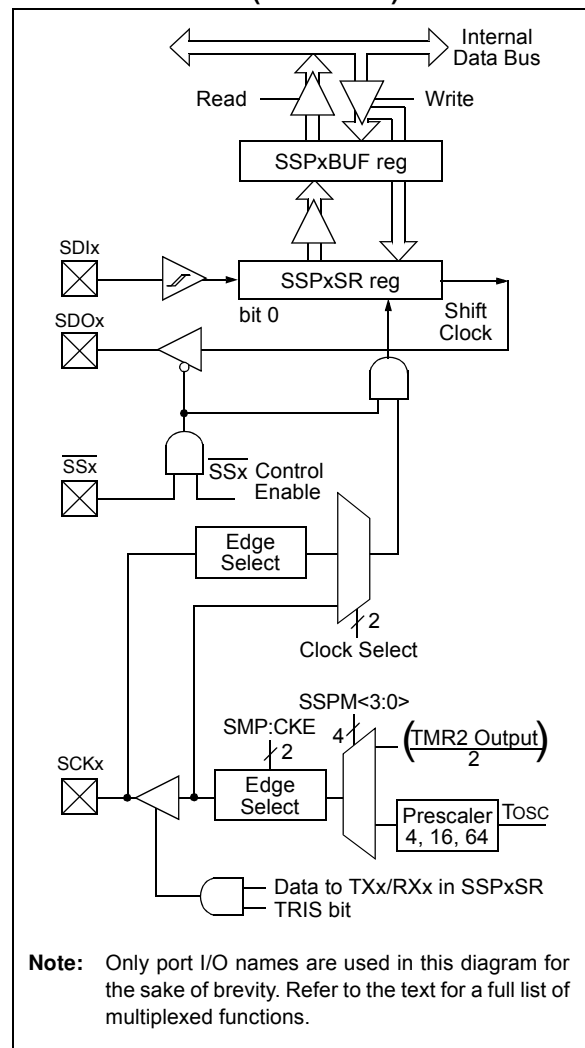 Internal
Data Bus
Read
Write
SSPxBUF reg
SDIx
SSPxSR reg
SDOx
bit 0
Shift
Clock
SSx
SSx Control
Enable
Edge
Select
2
Clock Select
SSPM<3:0>
SMP:CKE
4
(TMR2 Output)
2
2
SCKx
Edge
Select
Prescaler
4, 16, 64
TOSC
Data to TXx/RXx in SSPxSR
TRIS bit
Note: Only port I/O names are used in this diagram for
the sake of brevity. Refer to the text for a full list of
multiplexed functions.